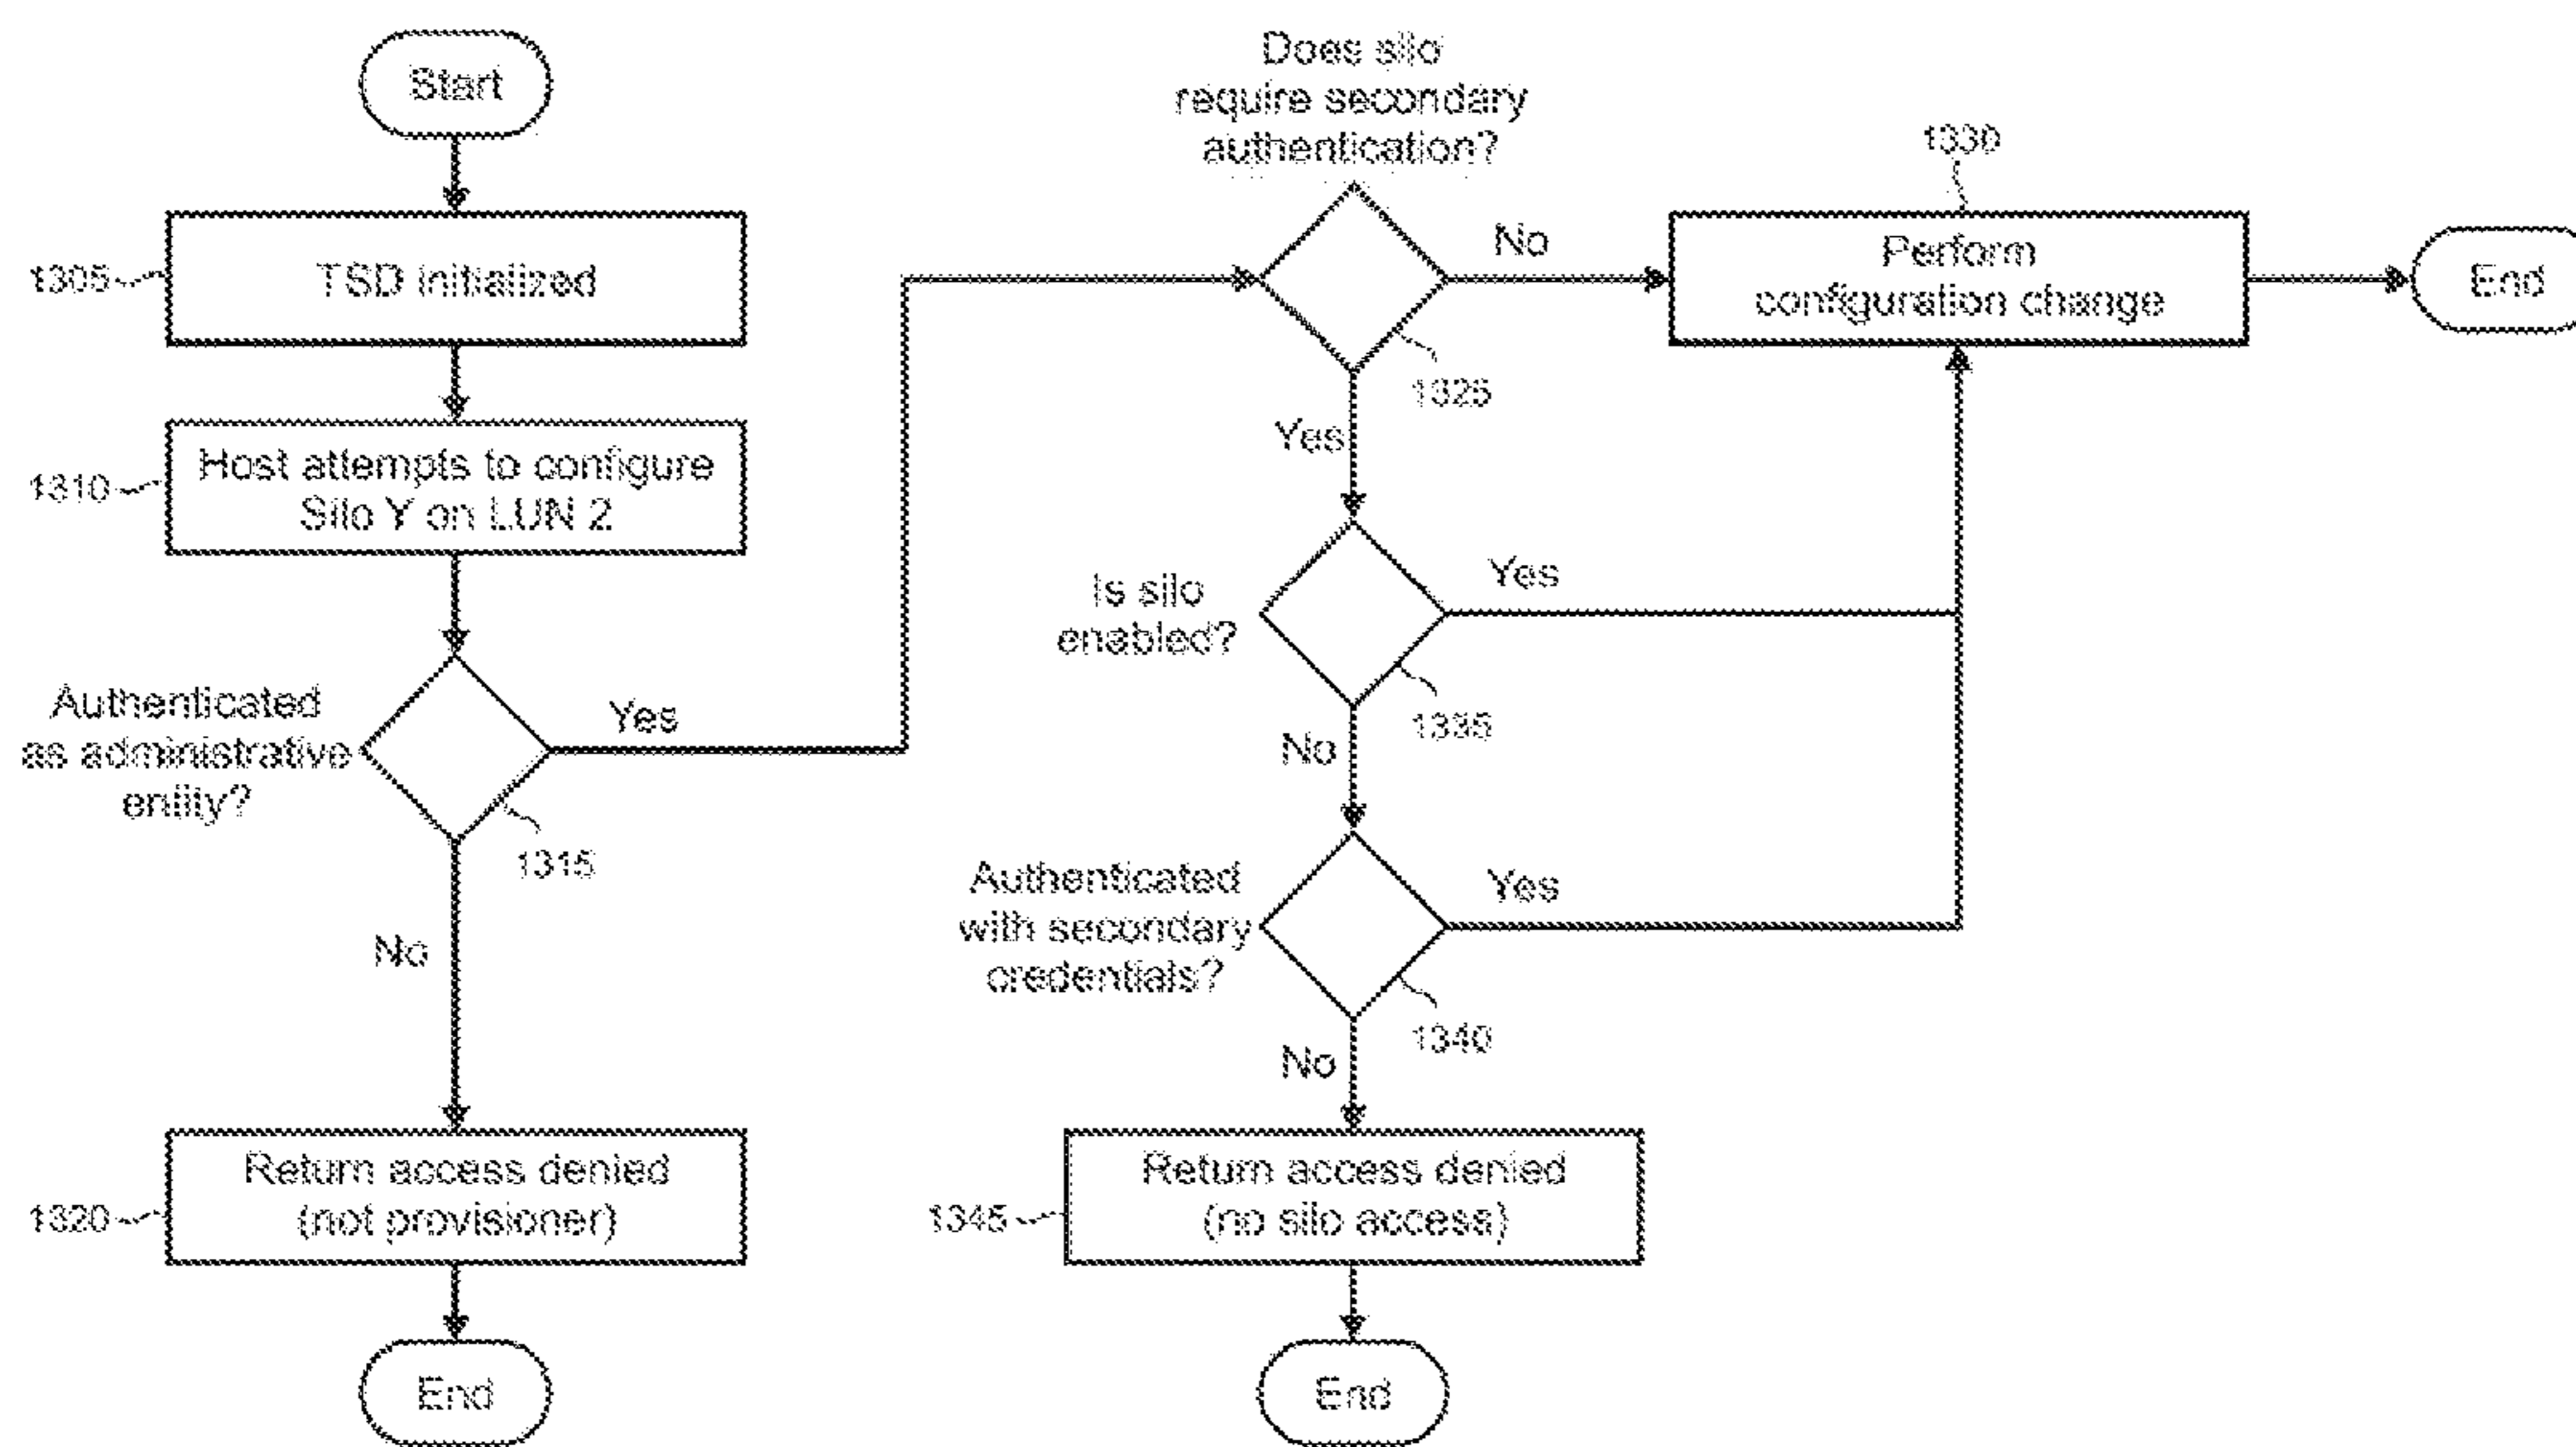 Start
1305
TSD initialized
1310
Host attempts to configure
Silo Y on LUN 2
Authenticated
as administrative
entity?
Yes
1315
No
1320
Return access denied
(not provisioner)
End
Does silo
require secondary
authentication?
No
1325
Yes
1330
Perform
configuration change
End
Is silo
enabled?
Yes
1335
No
Authenticated
with secondary
credentials?
Yes
1340
No
1345
Return access denied
(no silo access)
End